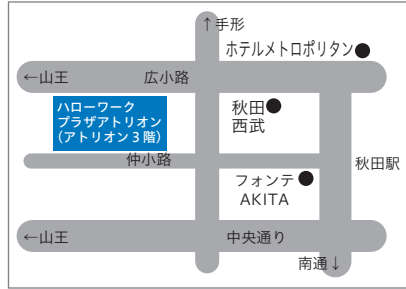 ↑手形
ホテルメトロポリタン●
←山王
広小路
ハローワーク
プラザアトリオン
(アトリオン3階)
秋田●
西武
仲小路
秋田駅
フォンテ●
AKITA
←山王
中央通り
南通↓